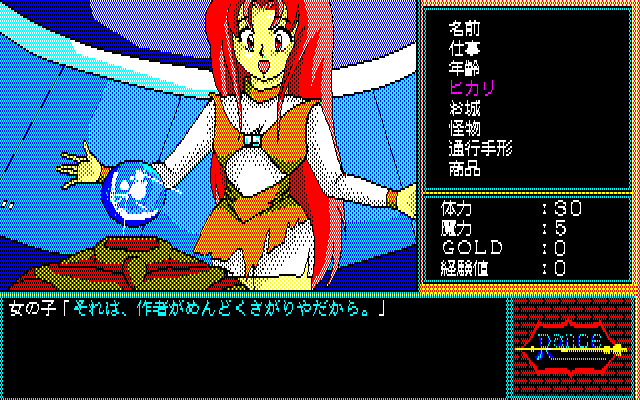 名前
仕事
年齢
ヒカリ
お城
怪物
通行手形
商品
体力 :30
魔力 :5
GOLD :0
経験値 :0
女の子「それは、作者がめんどくさがりやだから。」
Rance